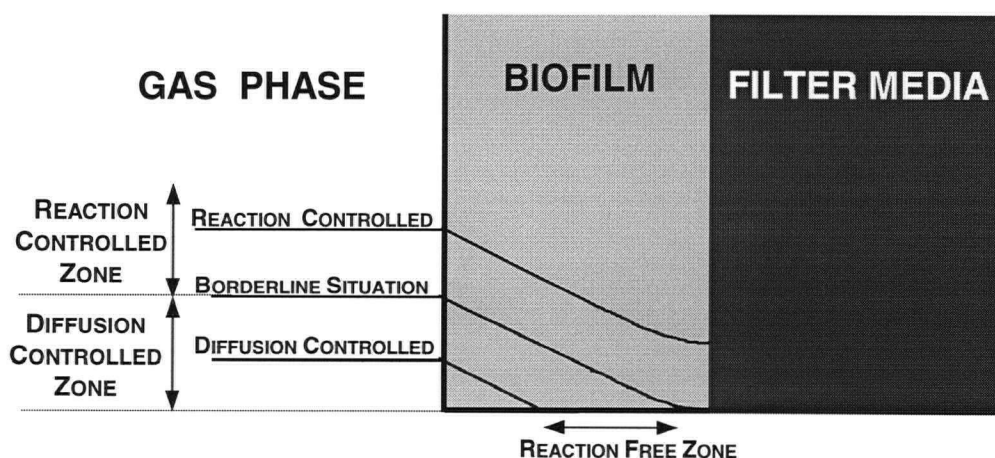 GAS PHASE
BIOFILM
FILTER MEDIA
REACTION
CONTROLLED
ZONE
REACTION CONTROLLED
BORDERLINE SITUATION
DIFFUSION
CONTROLLED
ZONE
DIFFUSION CONTROLLED
REACTION FREE ZONE